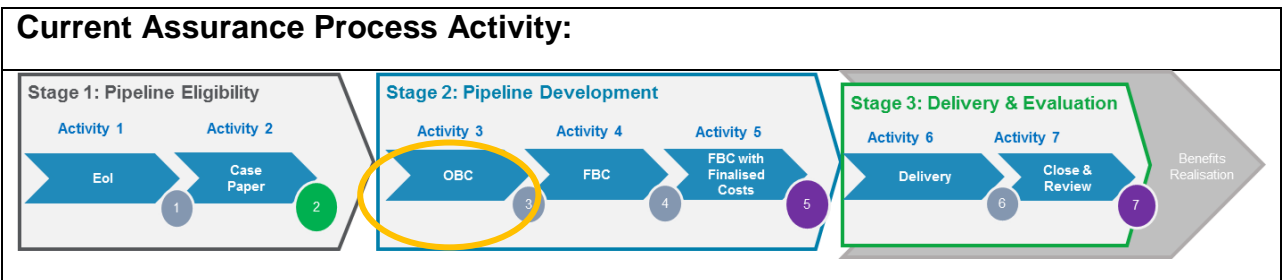 Current Assurance Process Activity:
Stage 1: Pipeline Eligibility
Activity 1
Activity 2
EoI
Case
Paper
1
2
Stage 2: Pipeline Development
Activity 3
Activity 4
Activity 5
OBC
FBC
FBC with
Finalised
Costs
3
4
5
Stage 3: Delivery & Evaluation
Activity 6
Activity 7
Delivery
Close &
Review
6
7
Benefits
Realisation